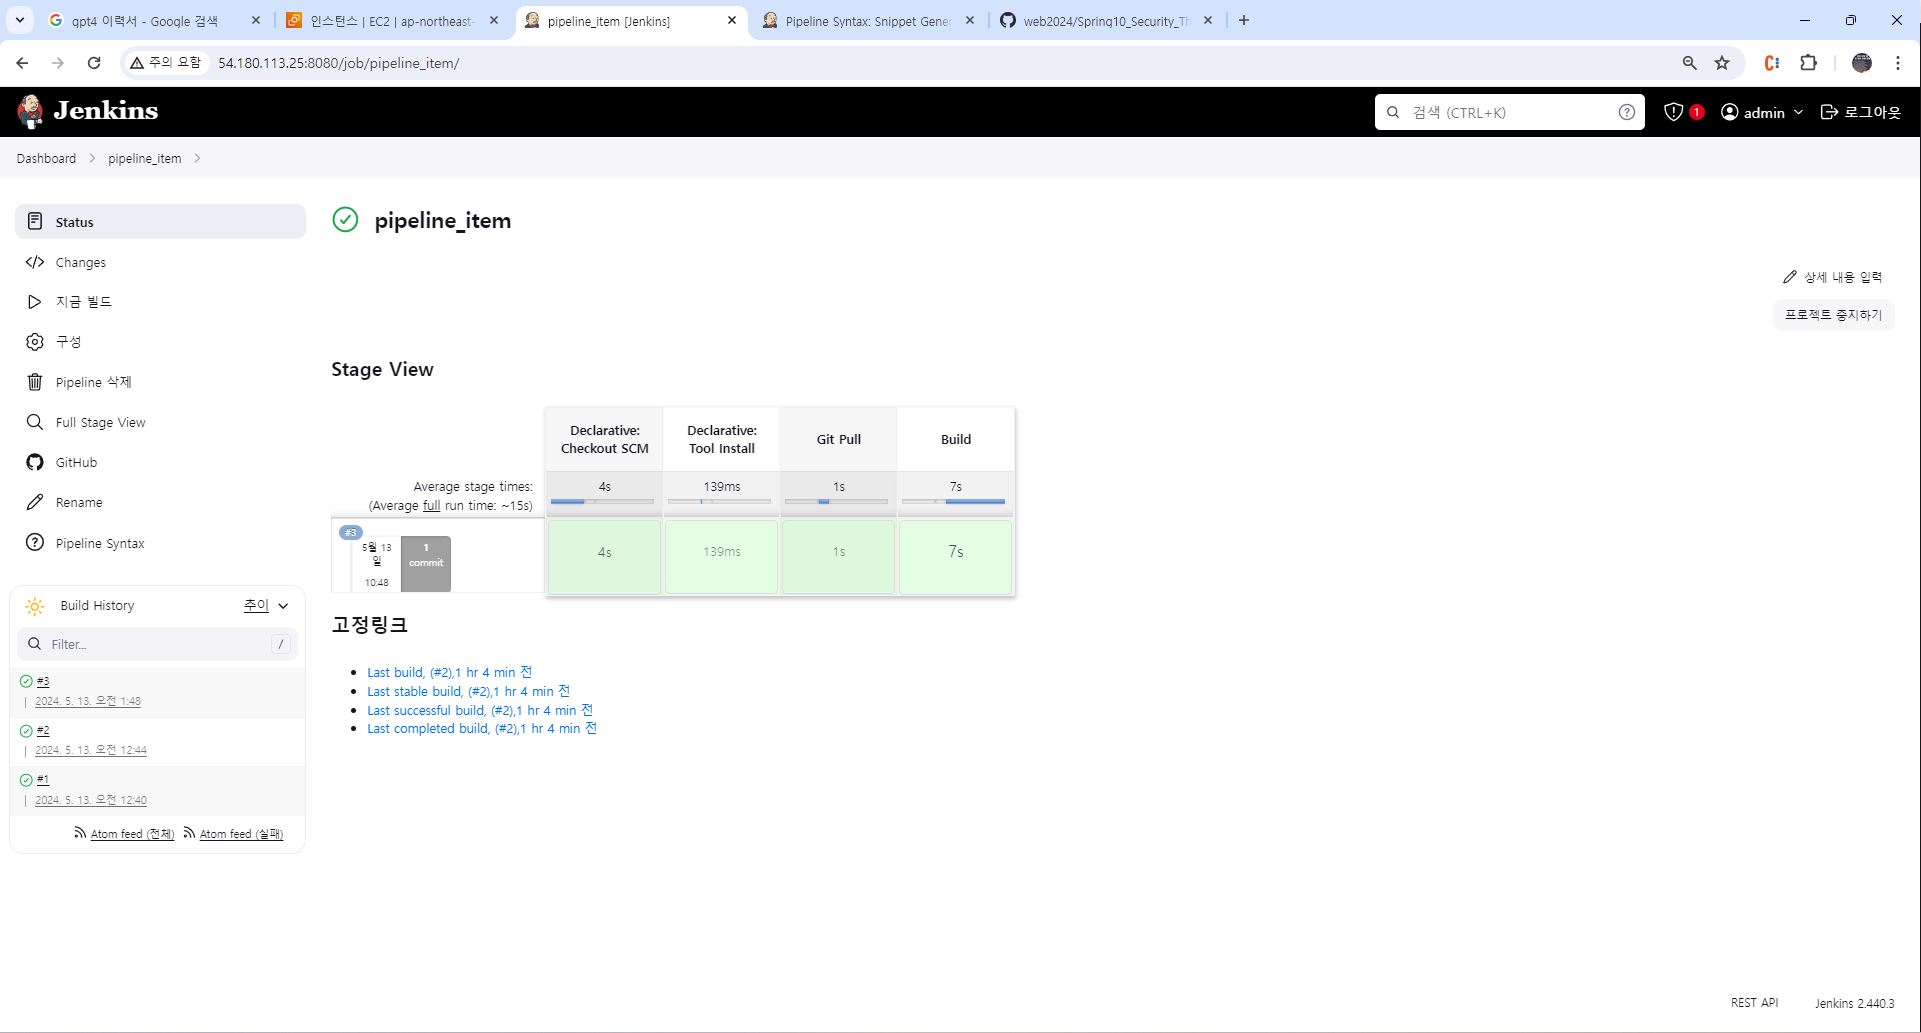 qpt4 이력서 - Google 검색
인스턴스 | EC2 | ap-northeast-
pipeline_item [Jenkins]
Pipeline Syntax: Snippet Gener
web2024/Spring10_Security_Th
주의 요함
54.180.113.25:8080/job/pipeline_item/
Jenkins
검색 (CTRL+K)
1
admin
로그아웃
Dashboard
pipeline_item
Status
Changes
지금 빌드
구성
Pipeline 삭제
Full Stage View
GitHub
Rename
Pipeline Syntax
Build History
추이
Filter...
/
#3
2024. 5. 13. 오전 1:48
#2
2024. 5. 13. 오전 12:44
#1
2024. 5. 13. 오전 12:40
Atom feed (전체)
Atom feed (실패)
pipeline_item
상세 내용 입력
프로젝트 중지하기
Stage View
Declarative: Checkout SCM
Declarative: Tool Install
Git Pull
Build
Average stage times:
(Average full run time: ~15s)
4s
139ms
1s
7s
#3
5월 13
일
10:48
1
commit
4s
139ms
1s
7s
고정링크
Last build, (#2),1 hr 4 min 전
Last stable build, (#2),1 hr 4 min 전
Last successful build, (#2),1 hr 4 min 전
Last completed build, (#2),1 hr 4 min 전
REST API
Jenkins 2.440.3